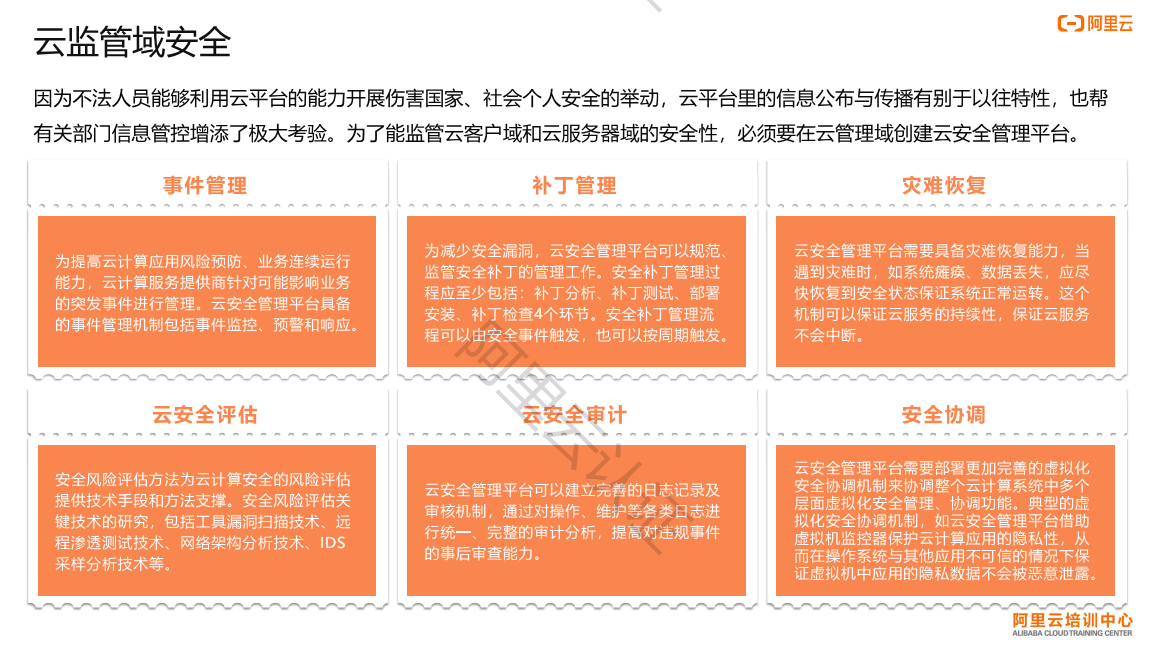 云监管域安全
阿里云
因为不法人员能够利用云平台的能力开展伤害国家、社会个人安全的举动，云平台里的信息公布与传播有别于以往特性，也帮
有关部门信息管控增添了极大考验。为了能监管云客户域和云服务器域的安全性，必须要在云管理域创建云安全管理平台。
事件管理
为提高云计算应用风险预防、业务连续运行
能力，云计算服务提供商针对可能影响业务
的突发事件进行管理。云安全管理平台具备
的事件管理机制包括事件监控、预警和响应。
补丁管理
为减少安全漏洞，云安全管理平台可以规范、
监管安全补丁的管理工作。安全补丁管理过
程应至少包括：补丁分析、补丁测试、部署
安装、补丁检查4个环节。安全补丁管理流
程可以由安全事件触发，也可以按周期触发。
灾难恢复
云安全管理平台需要具备灾难恢复能力，当
遇到灾难时，如系统瘫痪、数据丢失，应尽
快恢复到安全状态保证系统正常运转。这个
机制可以保证云服务的持续性，保证云服务
不会中断。
云安全评估
安全风险评估方法为云计算安全的风险评估
提供技术手段和方法支撑。安全风险评估关
键技术的研究，包括工具漏洞扫描技术、远
程渗透测试技术、网络架构分析技术、IDS
采样分析技术等。
云安全审计
云安全管理平台可以建立完善的日志记录及
审核机制，通过对操作、维护等各类日志进
行统一、完整的审计分析，提高对违规事件
的事后审查能力。
安全协调
云安全管理平台需要部署更加完善的虚拟化
安全协调机制来协调整个云计算系统中多个
层面虚拟化安全管理、协调功能。典型的虚
拟化安全协调机制，如云安全管理平台借助
虚拟机监控器保护云计算应用的隐私性，从
而在操作系统与其他应用不可信的情况下保
证虚拟机中应用的隐私数据不会被恶意泄露。
阿里云认证
阿里云培训中心
ALIBABA CLOUD TRAINING CENTER